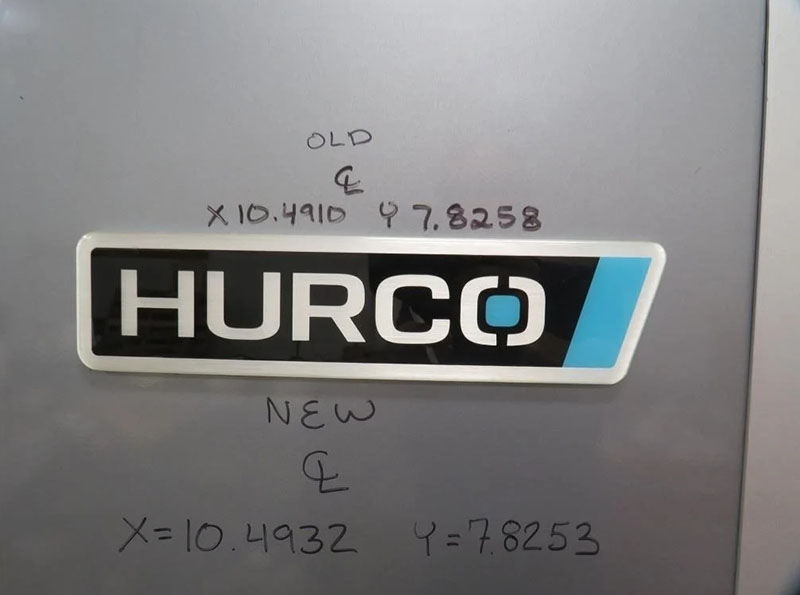 OLD
℄
X10.4910 Y7.8258
HURCO
NEW
℄
X=10.4932 Y=7.8253